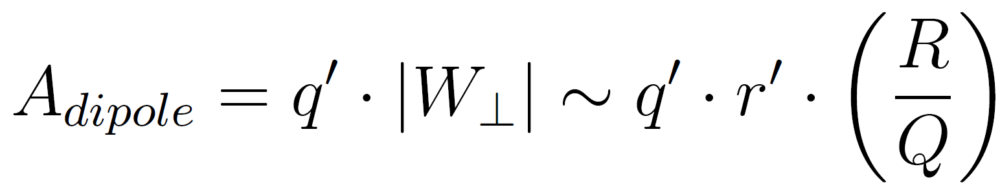 A_{dipole} = q' · |W_⊥| ∼ q' · r' · (R/Q)